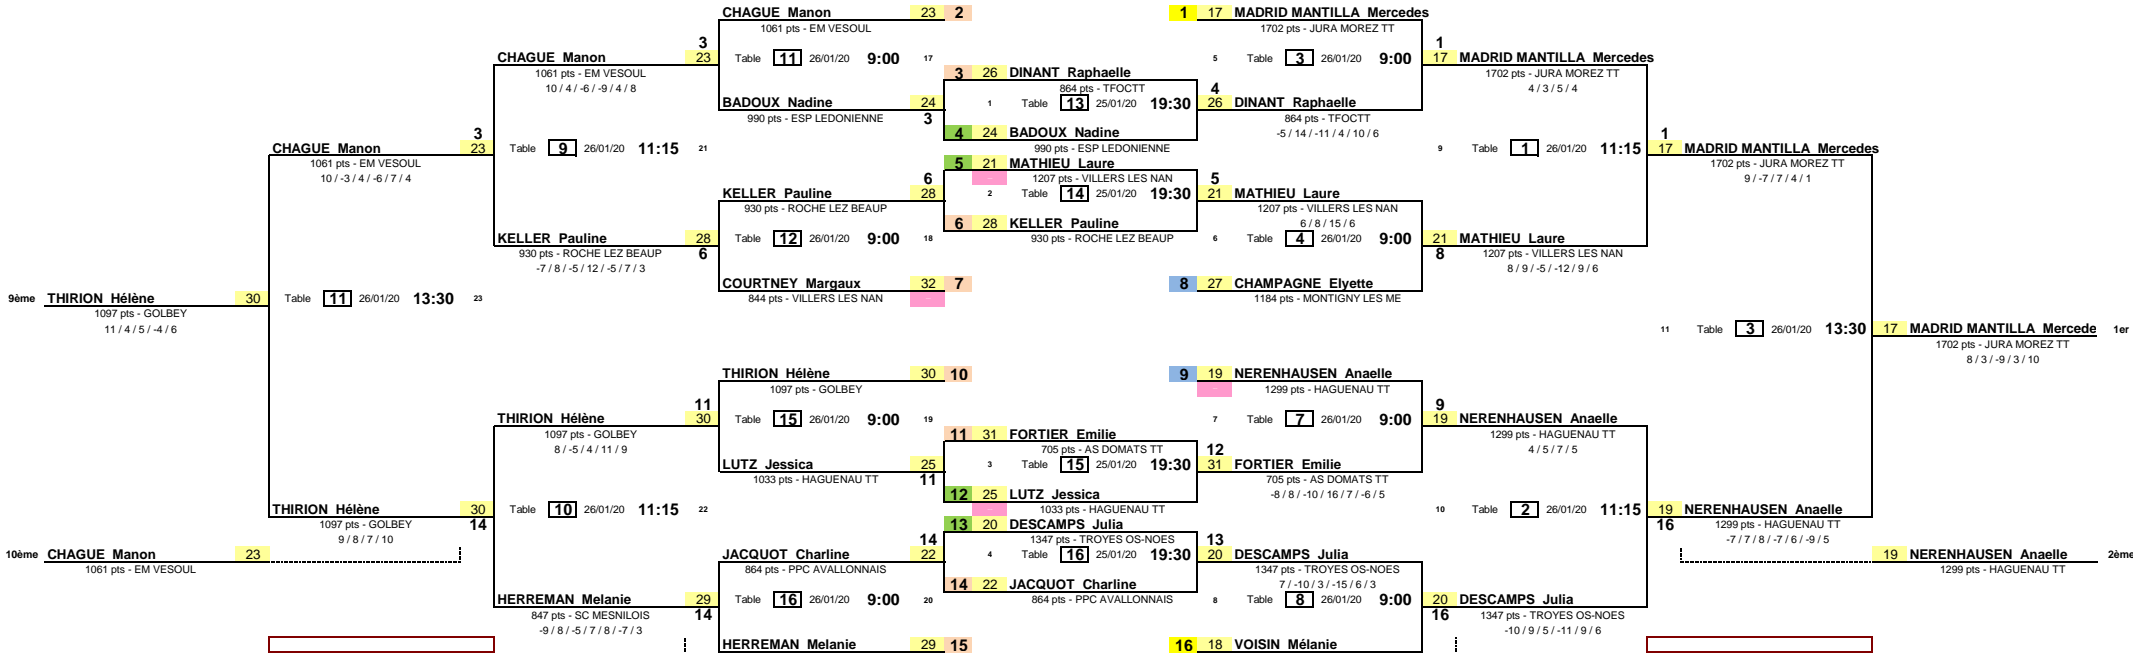 CHAGUE Manon 23 2 1 17 MADRID MANTILLA Mercedes
1061 pts - EM VESOUL 1702 pts - JURA MOREZ TT
3 1
CHAGUE Manon 23 Table 11 26/01/20 9:00 17 5 Table 3 26/01/20 9:00 17 MADRID MANTILLA Mercedes
1061 pts - EM VESOUL 3 26 DINANT Raphaelle 1702 pts - JURA MOREZ TT
10 / 4 / -6 / -9 / 4 / 8 864 pts - TFOCTT 4 4 / 3 / 5 / 4
BADOUX Nadine 24 1 Table 13 25/01/20 19:30 26 DINANT Raphaelle
990 pts - ESP LEDONIENNE 3 864 pts - TFOCTT
3 4 24 BADOUX Nadine -5 / 14 / -11 / 4 / 10 / 6 1
CHAGUE Manon 23 Table 9 26/01/20 11:15 21 990 pts - ESP LEDONIENNE 9 Table 1 26/01/20 11:15 17 MADRID MANTILLA Mercedes
1061 pts - EM VESOUL 5 21 MATHIEU Laure 1702 pts - JURA MOREZ TT
10 / -3 / 4 / -6 / 7 / 4 6 1207 pts - VILLERS LES NAN 5 9 / -7 / 7 / 4 / 1
KELLER Pauline 28 2 Table 14 25/01/20 19:30 21 MATHIEU Laure
930 pts - ROCHE LEZ BEAUP 1207 pts - VILLERS LES NAN
6 28 KELLER Pauline 6 / 8 / 15 / 6
KELLER Pauline 28 Table 12 26/01/20 9:00 18 930 pts - ROCHE LEZ BEAUP 6 Table 4 26/01/20 9:00 21 MATHIEU Laure
930 pts - ROCHE LEZ BEAUP 6 8 1207 pts - VILLERS LES NAN
-7 / 8 / -5 / 12 / -5 / 7 / 3 8 / 9 / -5 / -12 / 9 / 6
COURTNEY Margaux 32 7 8 27 CHAMPAGNE Elyette
9ème THIRION Hélène 30 Table 11 26/01/20 13:30 23 844 pts - VILLERS LES NAN 1184 pts - MONTIGNY LES ME
1097 pts - GOLBEY
11 / 4 / 5 / -4 / 6 11 Table 3 26/01/20 13:30 17 MADRID MANTILLA Mercede 1er
1702 pts - JURA MOREZ TT
8 / 3 / -9 / 3 / 10
THIRION Hélène 30 10 9 19 NERENHAUSEN Anaelle
1097 pts - GOLBEY 1299 pts - HAGUENAU TT
11 9
THIRION Hélène 30 Table 15 26/01/20 9:00 19 7 Table 7 26/01/20 9:00 19 NERENHAUSEN Anaelle
1097 pts - GOLBEY 11 31 FORTIER Emilie 1299 pts - HAGUENAU TT
8 / -5 / 4 / 11 / 9 705 pts - AS DOMATS TT 12 4 / 5 / 7 / 5
LUTZ Jessica 25 3 Table 15 25/01/20 19:30 31 FORTIER Emilie
1033 pts - HAGUENAU TT 11 705 pts - AS DOMATS TT
12 25 LUTZ Jessica -8 / 8 / -10 / 16 / 7 / -6 / 5
THIRION Hélène 30 Table 10 26/01/20 11:15 22 1033 pts - HAGUENAU TT 10 Table 2 26/01/20 11:15 19 NERENHAUSEN Anaelle
1097 pts - GOLBEY 14 13 20 DESCAMPS Julia 16 1299 pts - HAGUENAU TT
9 / 8 / 7 / 10 14 1347 pts - TROYES OS-NOES 13 -7 / 7 / 8 / -7 / 6 / -9 / 5
10ème CHAGUE Manon 23 JACQUOT Charline 22 4 Table 16 25/01/20 19:30 20 DESCAMPS Julia 19 NERENHAUSEN Anaelle 2ème
1061 pts - EM VESOUL 864 pts - PPC AVALLONNAIS 1347 pts - TROYES OS-NOES 1299 pts - HAGUENAU TT
14 22 JACQUOT Charline 7 / -10 / 3 / -15 / 6 / 3
HERREMAN Melanie 29 Table 16 26/01/20 9:00 20 864 pts - PPC AVALLONNAIS 8 Table 8 26/01/20 9:00 20 DESCAMPS Julia
847 pts - SC MESNILOIS 14 16 1347 pts - TROYES OS-NOES
-9 / 8 / -5 / 7 / 8 / -7 / 3 -10 / 9 / 5 / -11 / 9 / 6
HERREMAN Melanie 29 15 16 18 VOISIN Mélanie